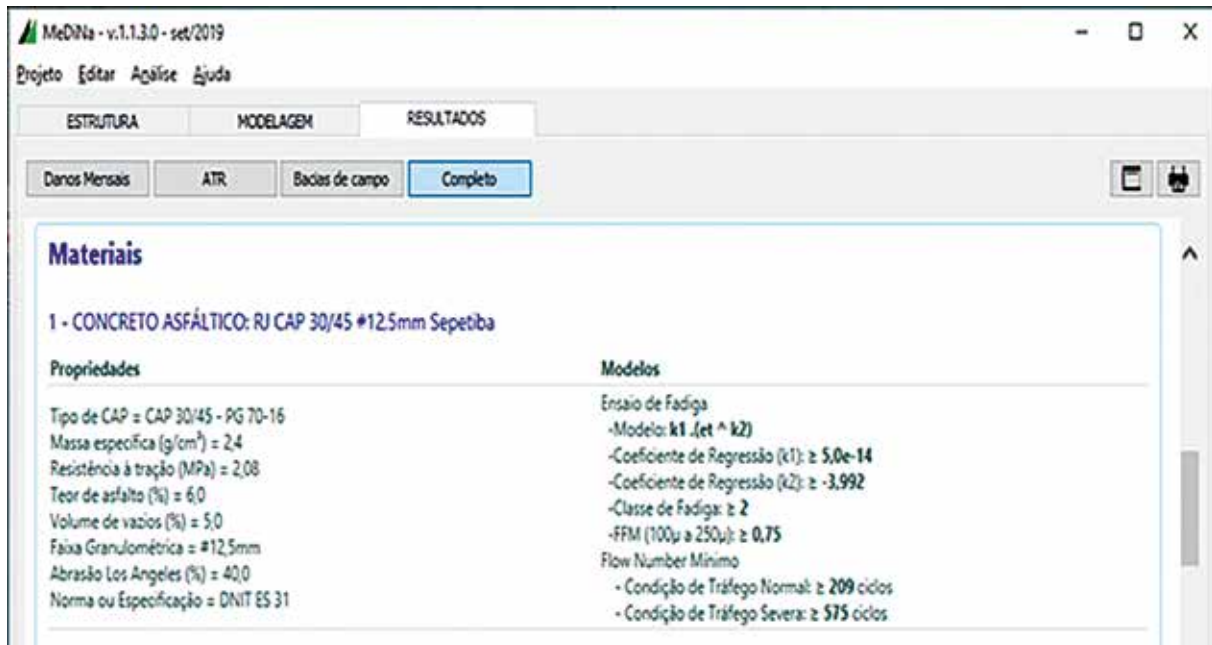 MeDiNa - v.1.1.3.0 - set/2019
Projeto Editar Análise Ajuda
ESTRUTURA MODELAGEM RESULTADOS
Danos Mensais ATR Bacias de campo Completo
Materiais
1 - CONCRETO ASFÁLTICO: RJ CAP 30/45 #12.5mm Sepetiba
Propriedades
Tipo de CAP = CAP 30/45 - PG 70-16
Massa específica (g/cm³) = 2,4
Resistência à tração (MPa) = 2,08
Teor de asfalto (%) = 6,0
Volume de vazios (%) = 5,0
Faixa Granulométrica = #12,5mm
Abrasão Los Angeles (%) = 40,0
Norma ou Especificação = DNIT ES 31
Modelos
Ensaio de Fadiga
-Modelo: k1 .(et ^ k2)
-Coeficiente de Regressão (k1): ≥ 5,0e-14
-Coeficiente de Regressão (k2): ≥ -3,992
-Classe de Fadiga: ≥ 2
-FFM (100μ a 250μ): ≥ 0,75
Flow Number Mínimo
- Condição de Tráfego Normal: ≥ 209 ciclos
- Condição de Tráfego Severa: ≥ 575 ciclos